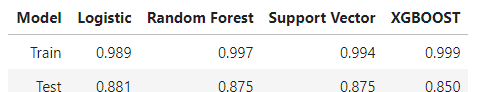 Model Logistic Random Forest Support Vector XGBOOST
Train 0.989 0.997 0.994 0.999
Test 0.881 0.875 0.875 0.850